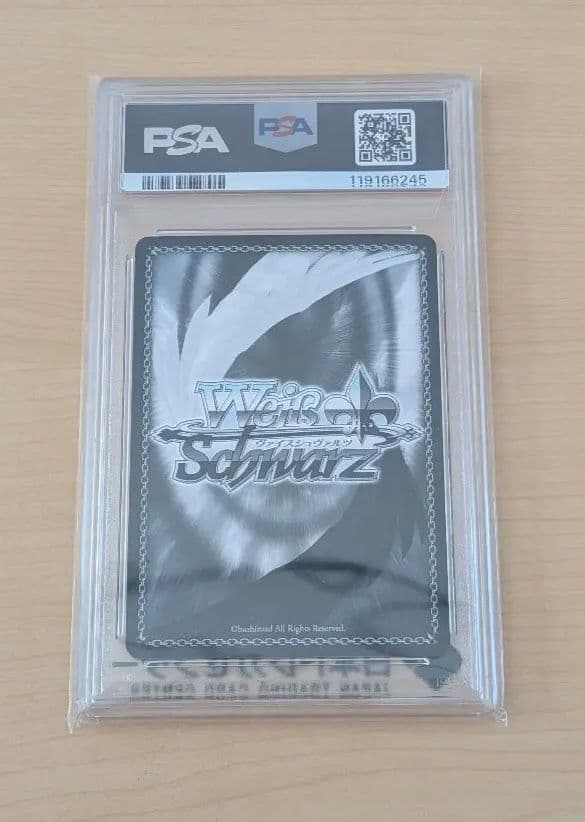 PSA
PSA
119166245
Weiß
ヴァイスシュヴァルツ
Schwarz
©bushiroad All Rights Reserved.
JAPAN TRADING CARD CENTER